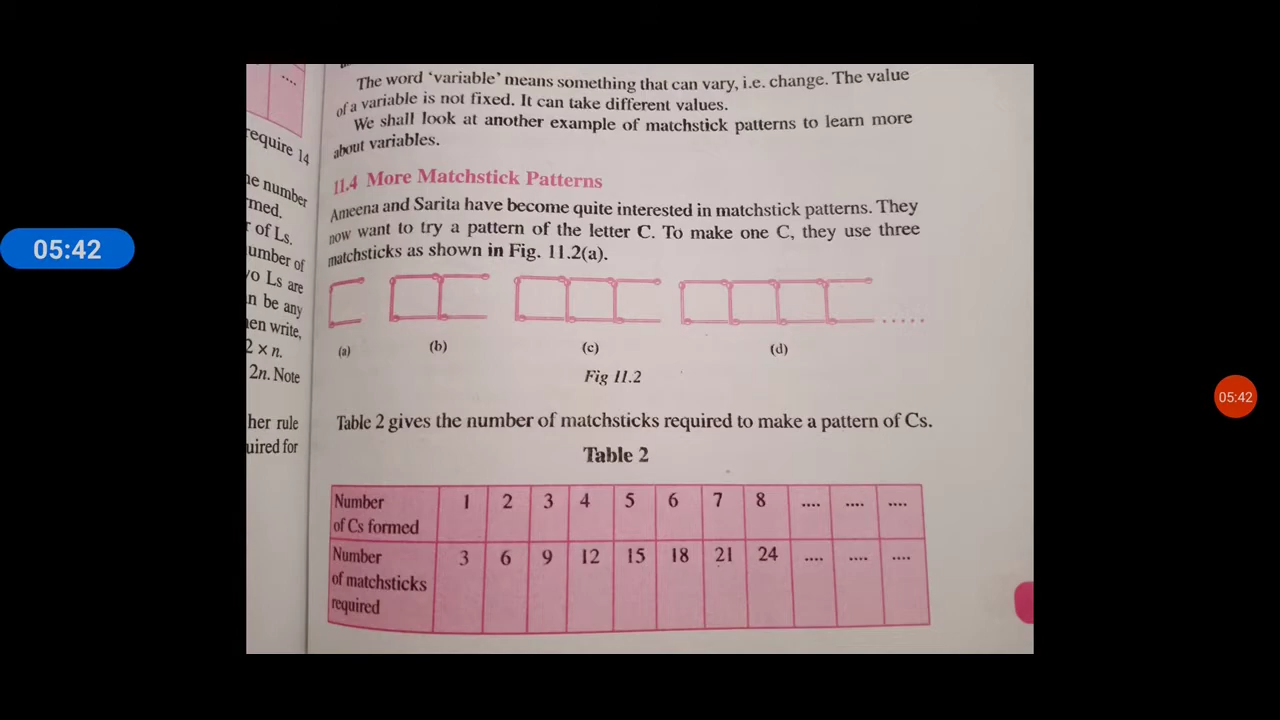 ....
equire 14
he number
rmed.
r of Ls.
umber of
o Ls are
n be any
en write,
2 × n.
2n. Note
her rule
uired for
The word ‘variable’ means something that can vary, i.e. change. The value
of a variable is not fixed. It can take different values.
We shall look at another example of matchstick patterns to learn more
about variables.
11.4 More Matchstick Patterns
Ameena and Sarita have become quite interested in matchstick patterns. They
now want to try a pattern of the letter C. To make one C, they use three
matchsticks as shown in Fig. 11.2(a).
.....
(a) (b) (c) (d)
Fig 11.2
Table 2 gives the number of matchsticks required to make a pattern of Cs.
Table 2
Number 1 2 3 4 5 6 7 8 .... .... ....
of Cs formed
Number 3 6 9 12 15 18 21 24 .... .... ....
of matchsticks
required
05:42
05:42